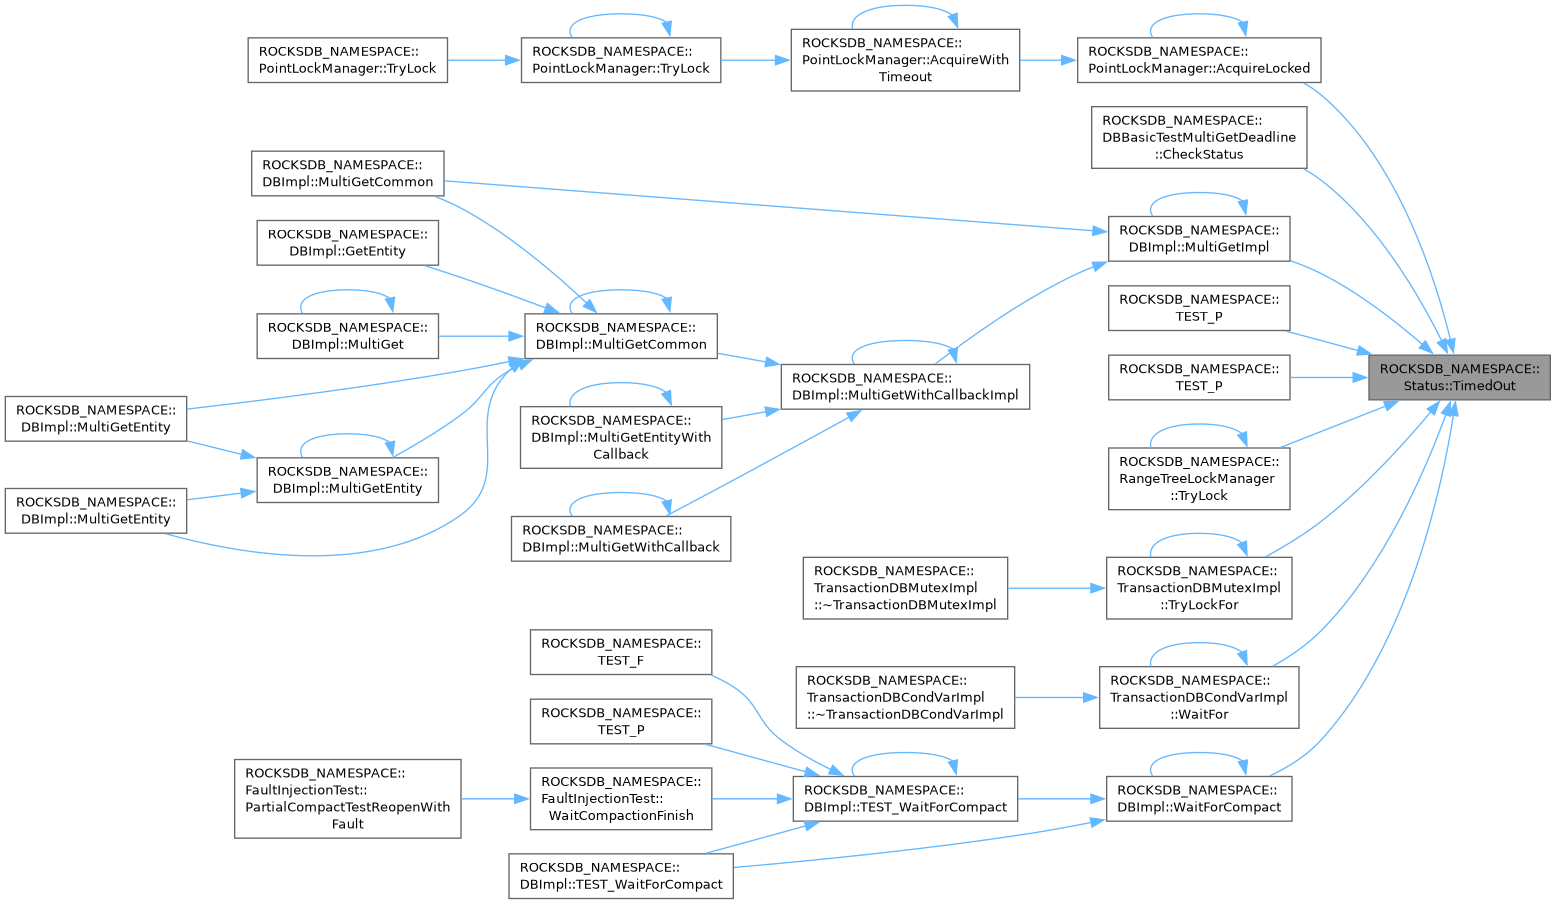 ROCKSDB_NAMESPACE::
PointLockManager::TryLock
ROCKSDB_NAMESPACE::
PointLockManager::TryLock
ROCKSDB_NAMESPACE::
PointLockManager::AcquireWith
Timeout
ROCKSDB_NAMESPACE::
PointLockManager::AcquireLocked
ROCKSDB_NAMESPACE::
DBBasicTestMultiGetDeadline
::CheckStatus
ROCKSDB_NAMESPACE::
DBImpl::MultiGetCommon
ROCKSDB_NAMESPACE::
DBImpl::MultiGetImpl
ROCKSDB_NAMESPACE::
DBImpl::GetEntity
ROCKSDB_NAMESPACE::
TEST_P
ROCKSDB_NAMESPACE::
DBImpl::MultiGet
ROCKSDB_NAMESPACE::
DBImpl::MultiGetCommon
ROCKSDB_NAMESPACE::
TEST_P
ROCKSDB_NAMESPACE::
Status::TimedOut
ROCKSDB_NAMESPACE::
DBImpl::MultiGetWithCallbackImpl
ROCKSDB_NAMESPACE::
DBImpl::MultiGetEntity
ROCKSDB_NAMESPACE::
DBImpl::MultiGetEntityWith
Callback
ROCKSDB_NAMESPACE::
DBImpl::MultiGetEntity
ROCKSDB_NAMESPACE::
RangeTreeLockManager
::TryLock
ROCKSDB_NAMESPACE::
DBImpl::MultiGetEntity
ROCKSDB_NAMESPACE::
DBImpl::MultiGetWithCallback
ROCKSDB_NAMESPACE::
TransactionDBMutexImpl
::~TransactionDBMutexImpl
ROCKSDB_NAMESPACE::
TransactionDBMutexImpl
::TryLockFor
ROCKSDB_NAMESPACE::
TEST_F
ROCKSDB_NAMESPACE::
TransactionDBCondVarImpl
::~TransactionDBCondVarImpl
ROCKSDB_NAMESPACE::
TransactionDBCondVarImpl
::WaitFor
ROCKSDB_NAMESPACE::
TEST_P
ROCKSDB_NAMESPACE::
FaultInjectionTest::
PartialCompactTestReopenWith
Fault
ROCKSDB_NAMESPACE::
FaultInjectionTest::
WaitCompactionFinish
ROCKSDB_NAMESPACE::
DBImpl::TEST_WaitForCompact
ROCKSDB_NAMESPACE::
DBImpl::WaitForCompact
ROCKSDB_NAMESPACE::
DBImpl::TEST_WaitForCompact